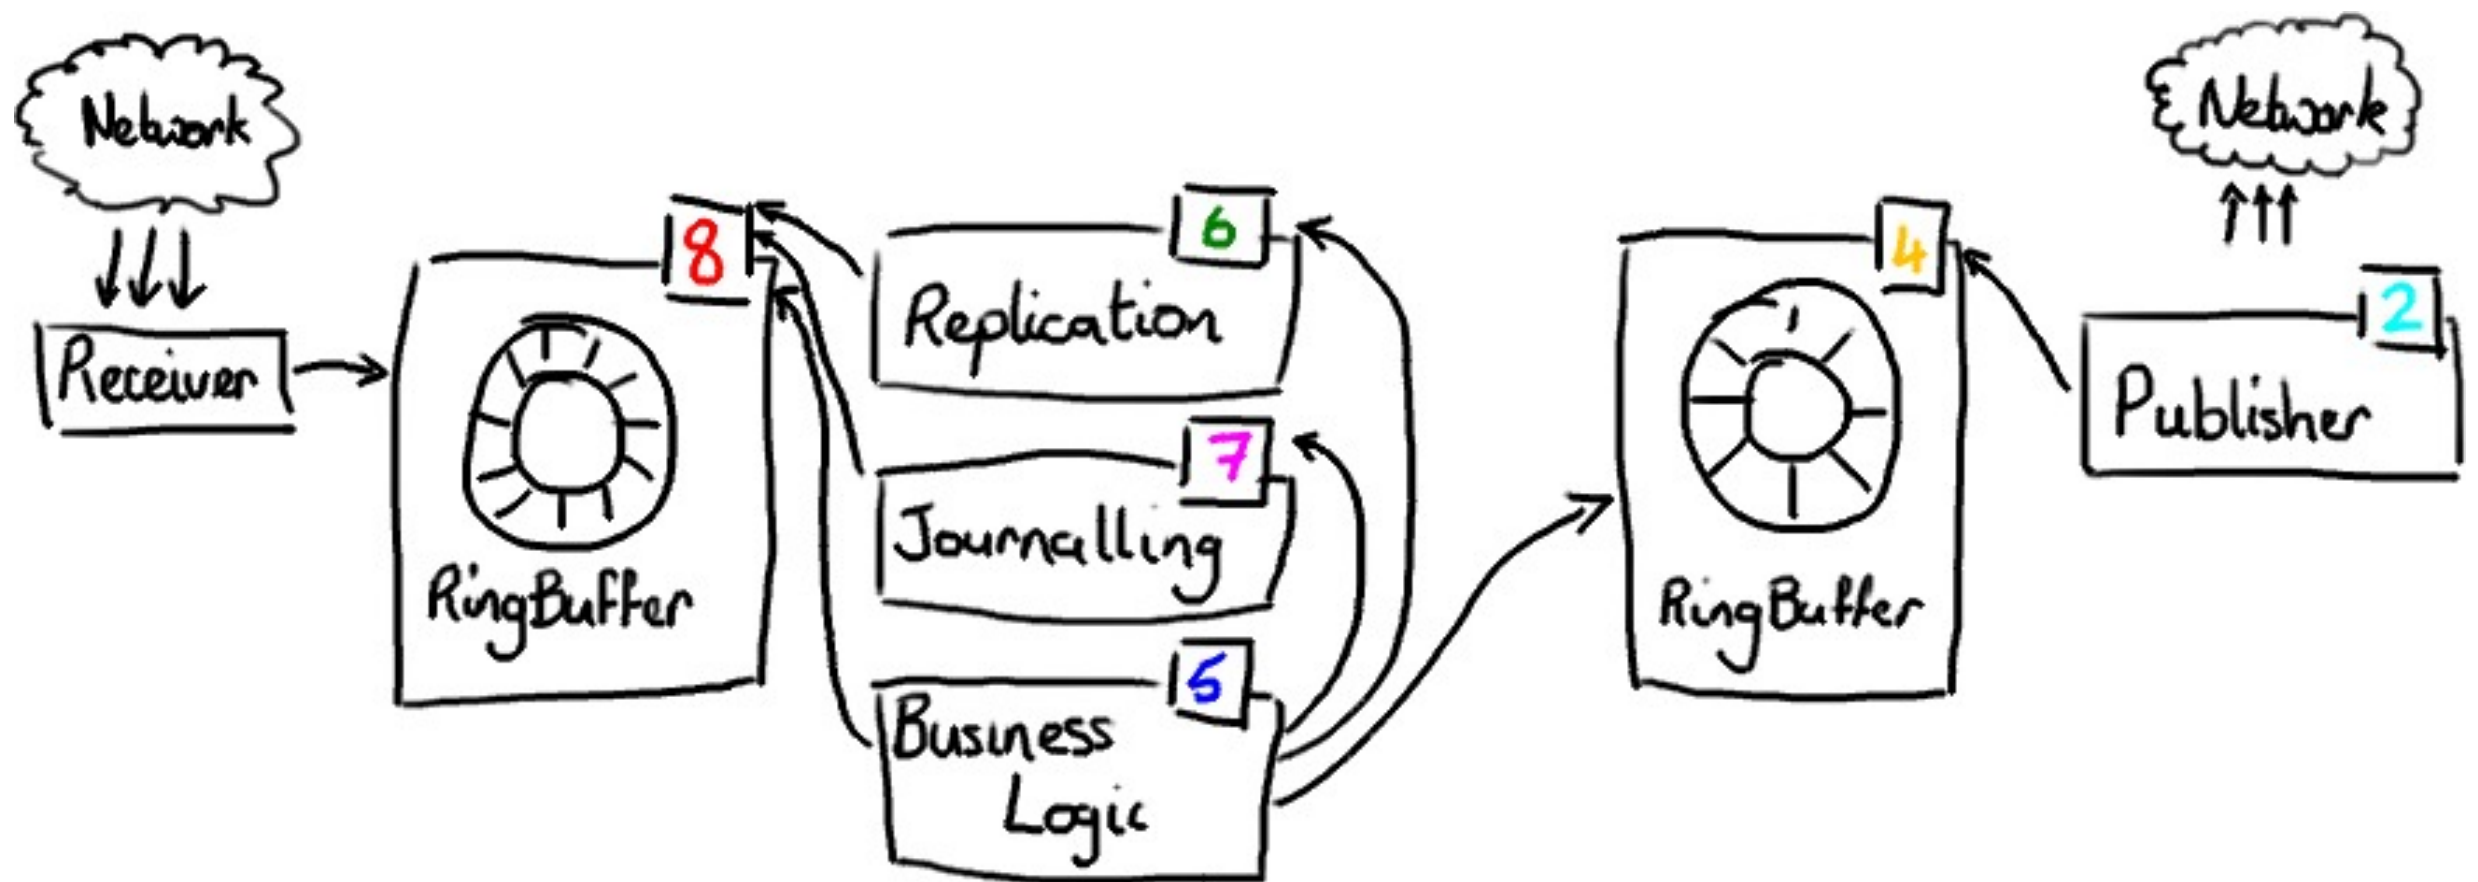 Network
Receiver
8
RingBuffer
6
Replication
7
Journalling
5
Business
Logic
4
RingBuffer
Network
2
Publisher